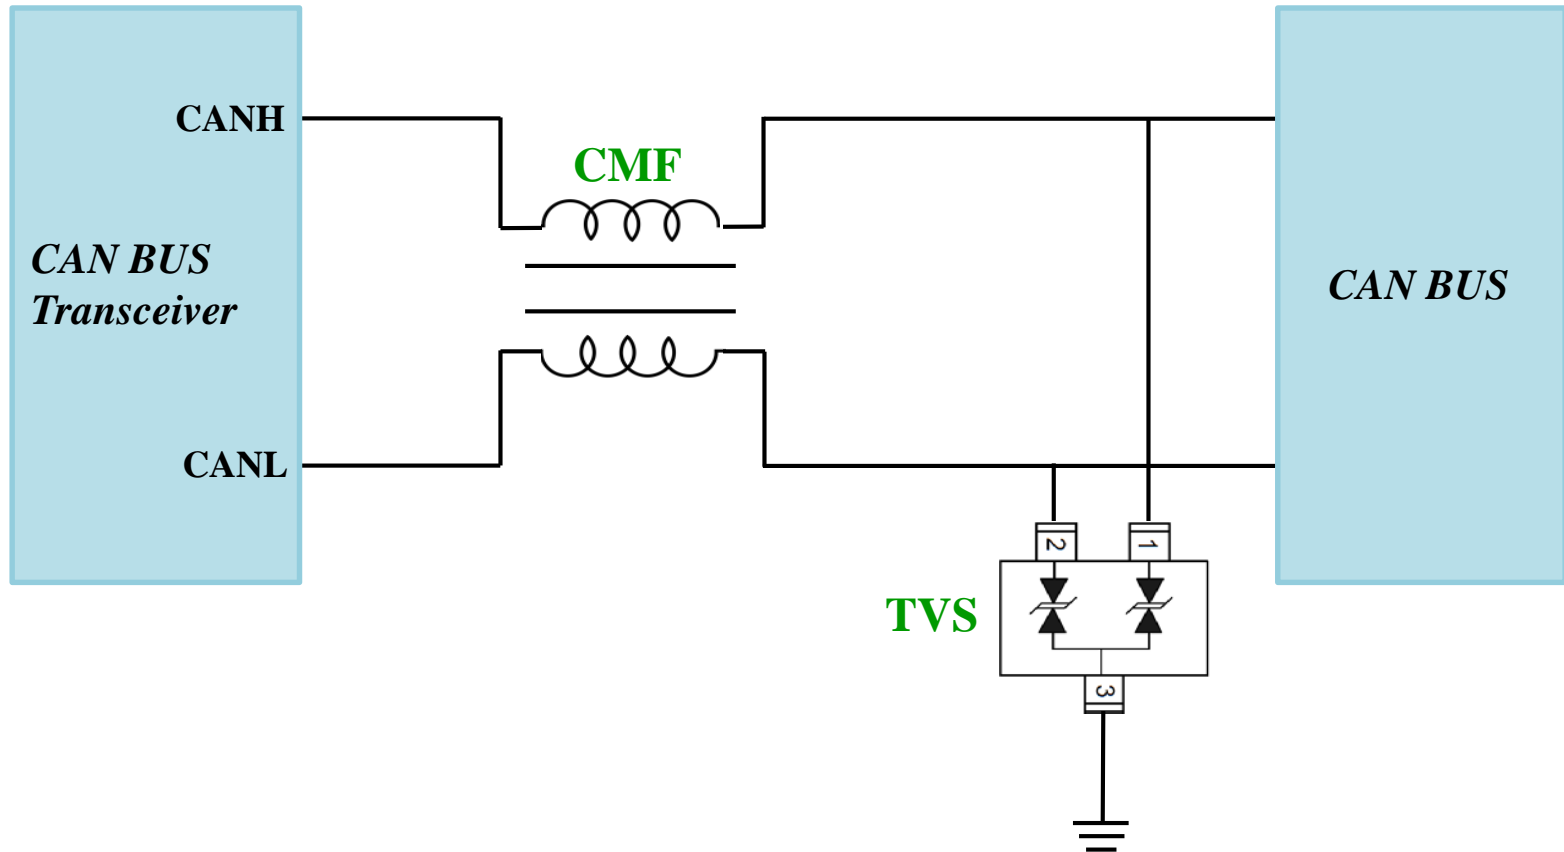 CANH
CMF
CAN BUS
Transceiver
CAN BUS
CANL
2
1
TVS
3